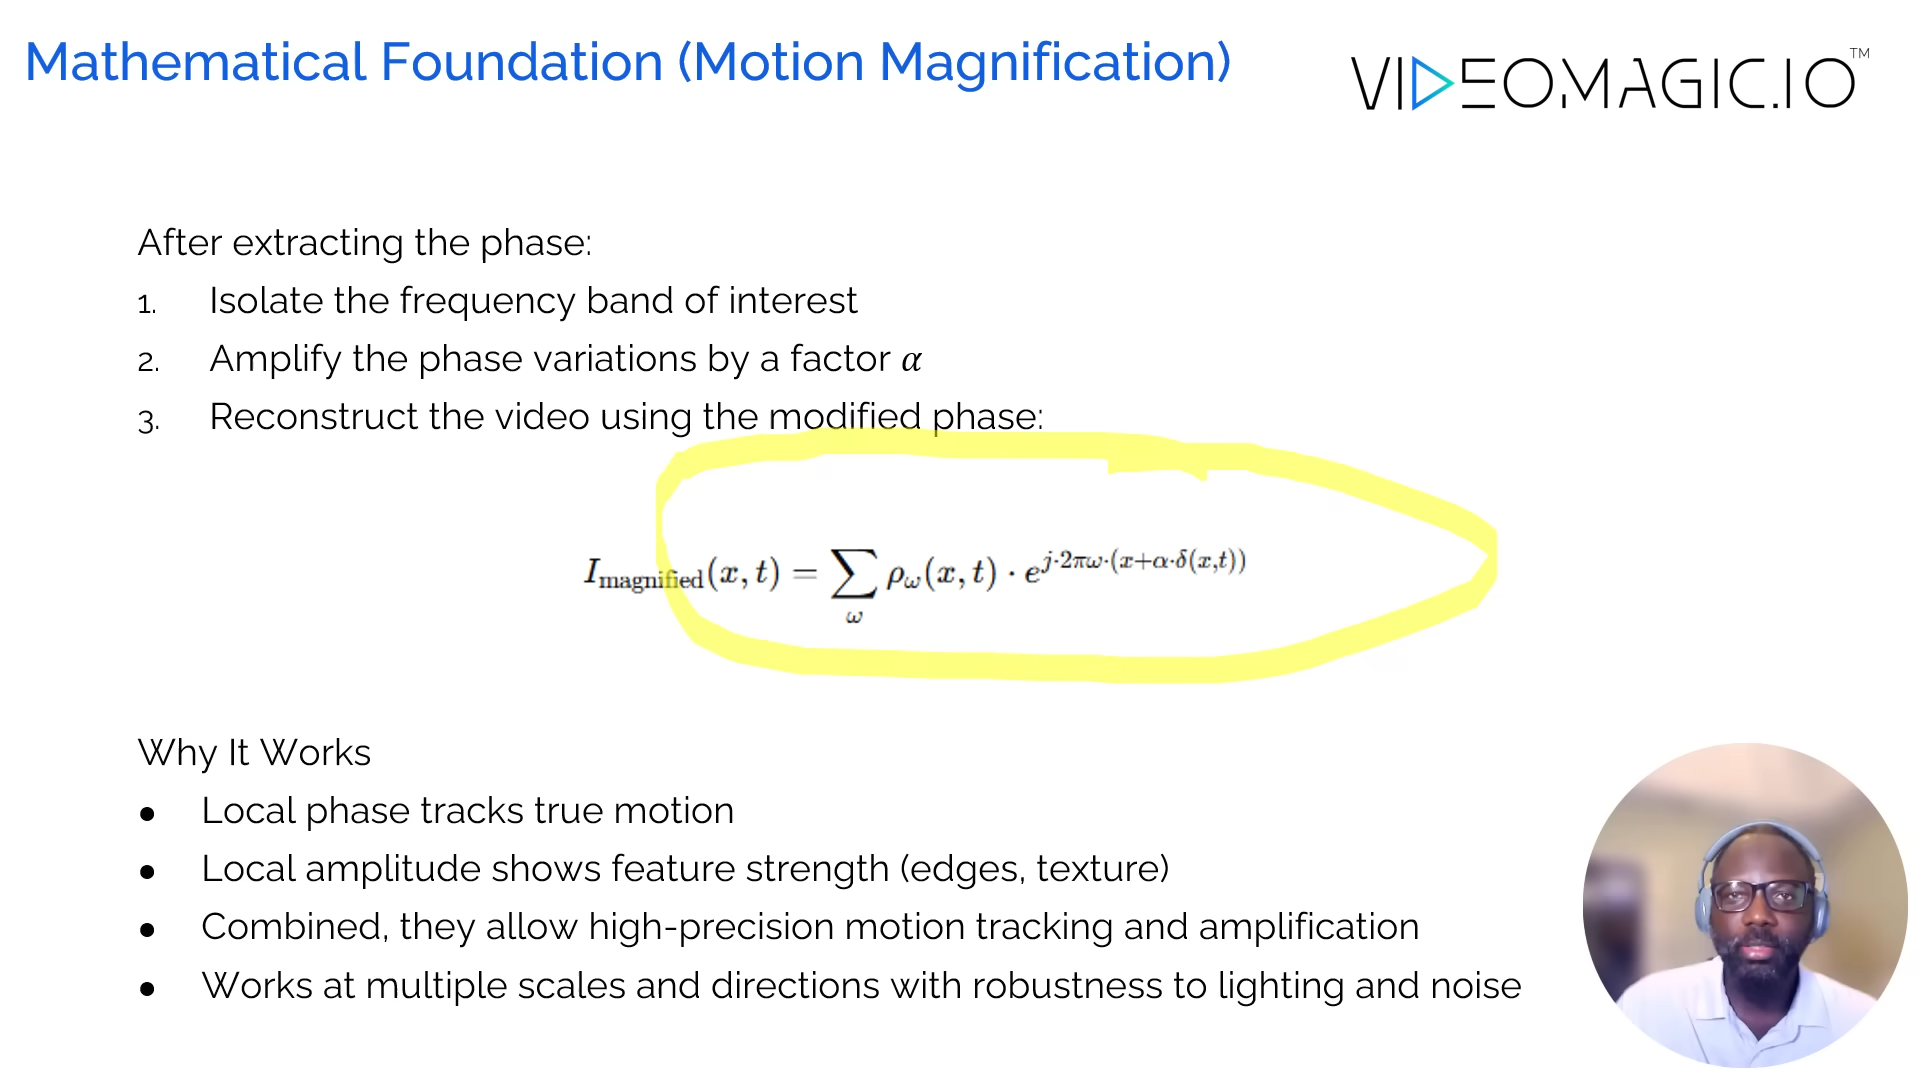 Mathematical Foundation (Motion Magnification)
VIDEOMAGIC.IO™
After extracting the phase:
1. Isolate the frequency band of interest
2. Amplify the phase variations by a factor α
3. Reconstruct the video using the modified phase:
I_magnified(x, t) = ∑_ω ρ_ω(x, t) · e^{j·2πω·(x+α·δ(x,t))}
Why It Works
● Local phase tracks true motion
● Local amplitude shows feature strength (edges, texture)
● Combined, they allow high-precision motion tracking and amplification
● Works at multiple scales and directions with robustness to lighting and noise